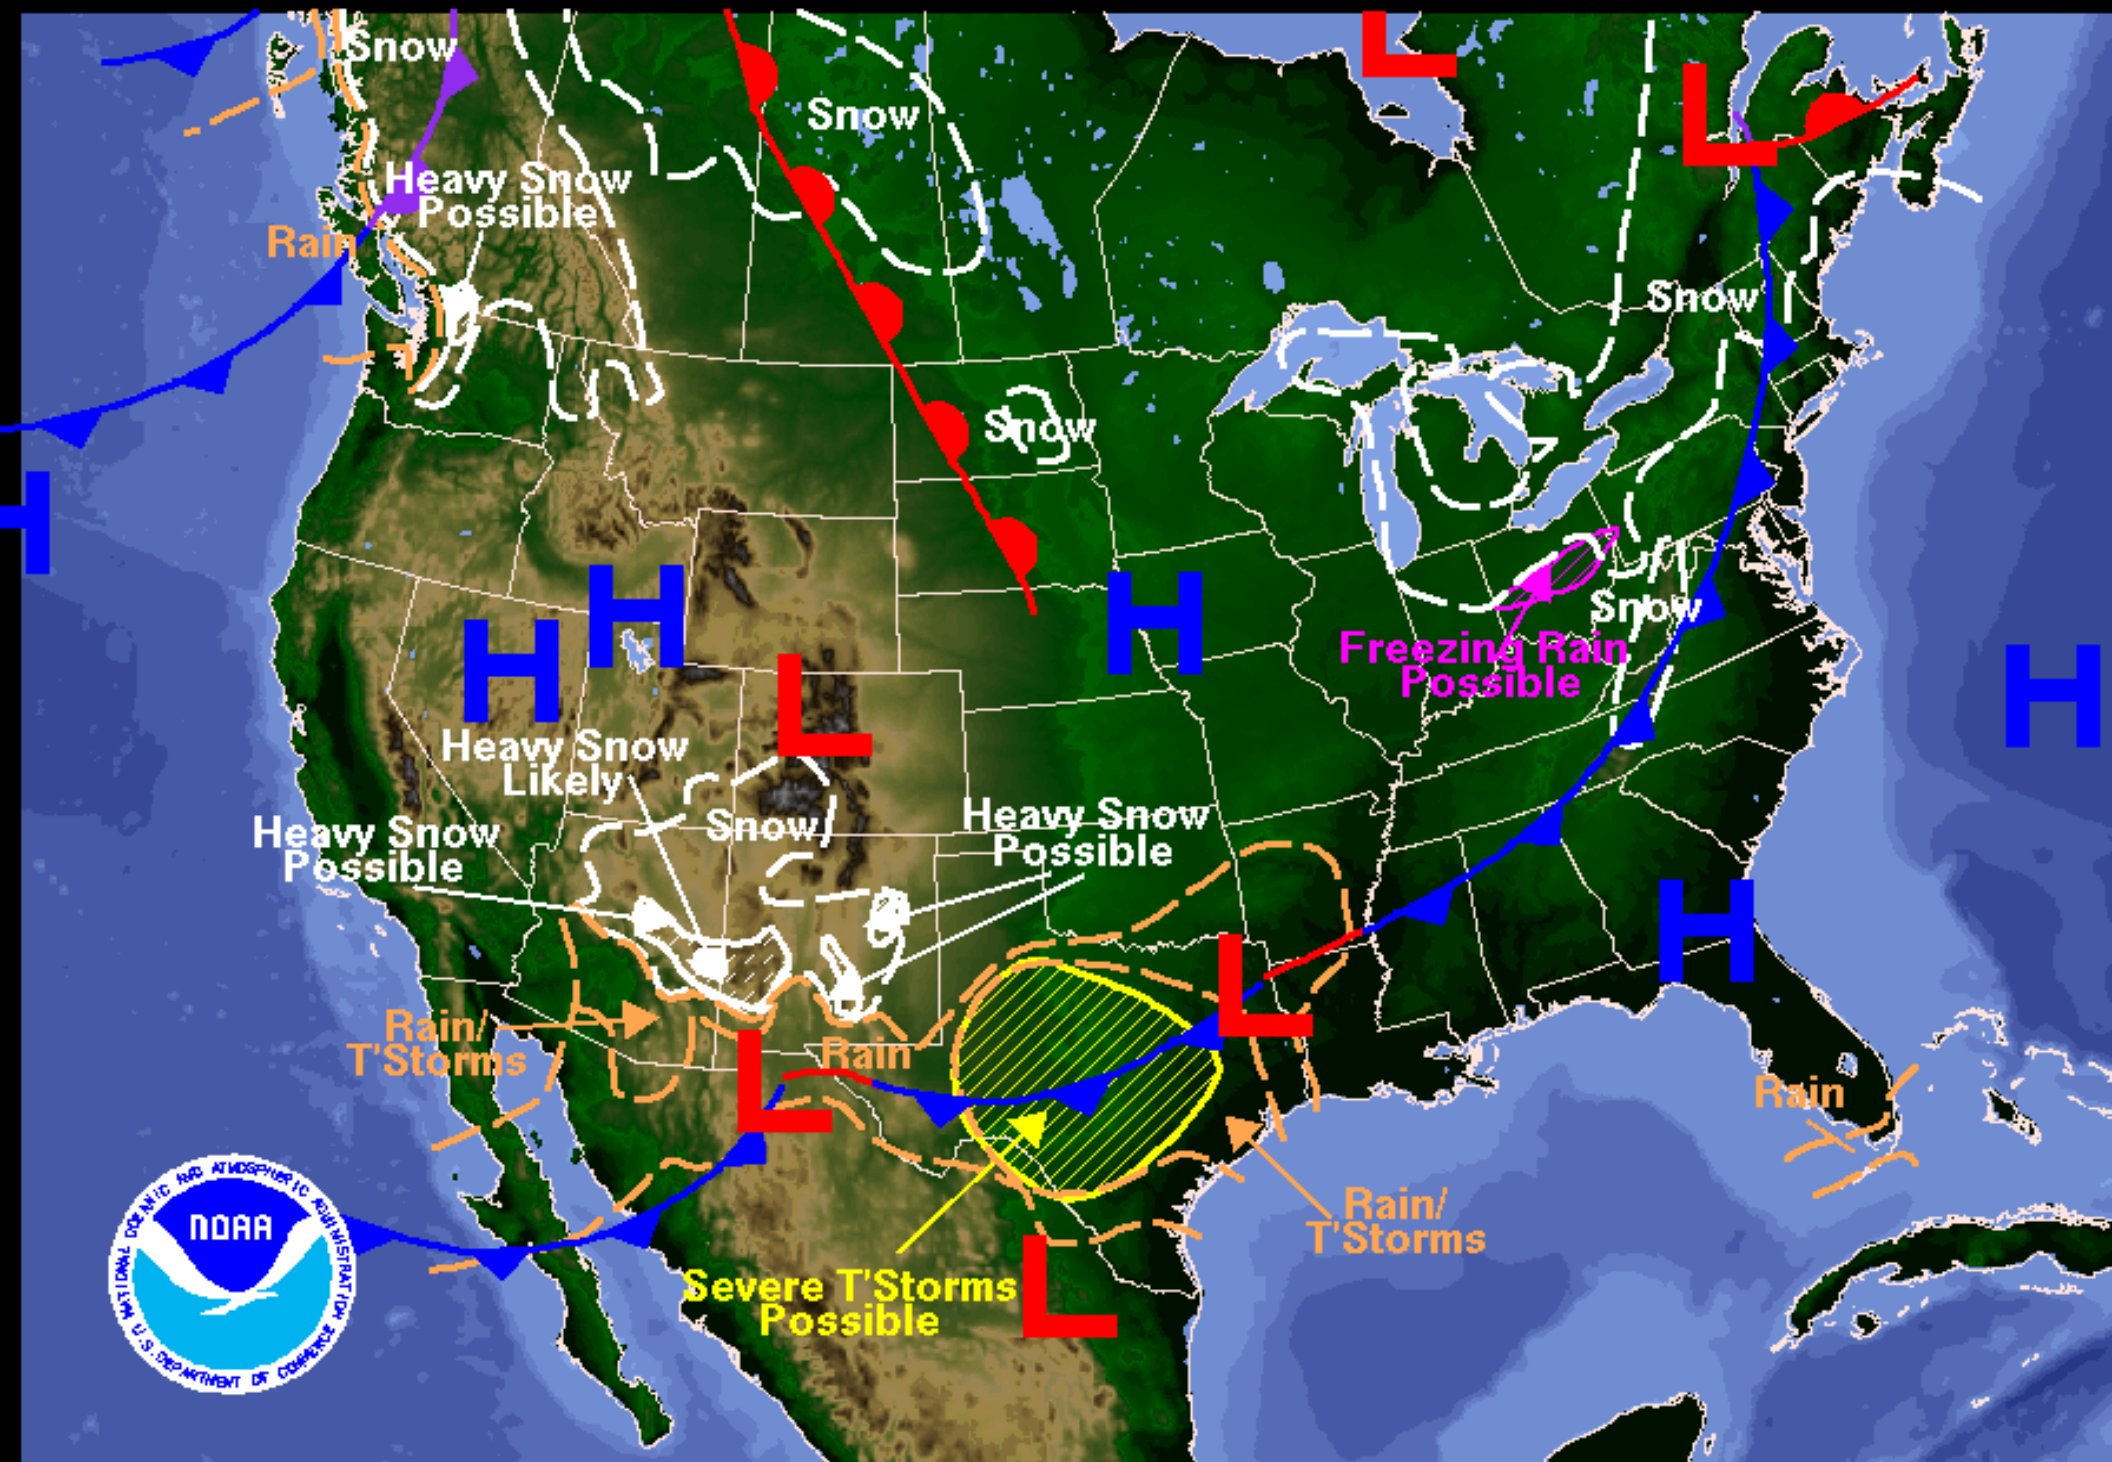 L
Snow
L
Snow
Heavy Snow
Possible
Rain
Snow
Snow
H
H
H
H
Snow
Freezing Rain
Possible
H
H
L
Heavy Snow
Likely
Heavy Snow
Possible
Snow
Heavy Snow
Possible
H
L
Rain/
T'Storms
Rain
L
Rain
NATIONAL OCEANIC AND ATMOSPHERIC ADMINISTRATION
NOAA
U.S. DEPARTMENT OF COMMERCE
Rain/
T'Storms
Severe T'Storms
Possible
L